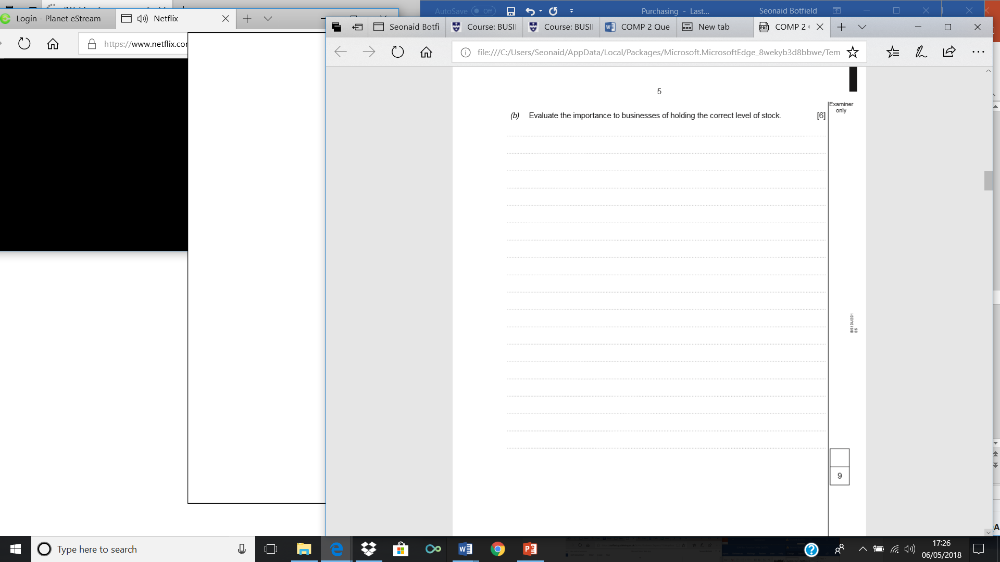 AutoSave Off
Purchasing - Last...
Seonaid Botfield
Login - Planet eStream
Netflix
https://www.netflix.cor
Seonaid Botfi
Course: BUSII
Course: BUSII
COMP 2 Que
New tab
COMP 2
file:///C:/Users/Seonaid/AppData/Local/Packages/Microsoft.MicrosoftEdge_8wekyb3d8bbwe/Tem
5
Examiner
only
(b) Evaluate the importance to businesses of holding the correct level of stock. [6]
B510U201
05
9
A
Type here to search
17:26
06/05/2018